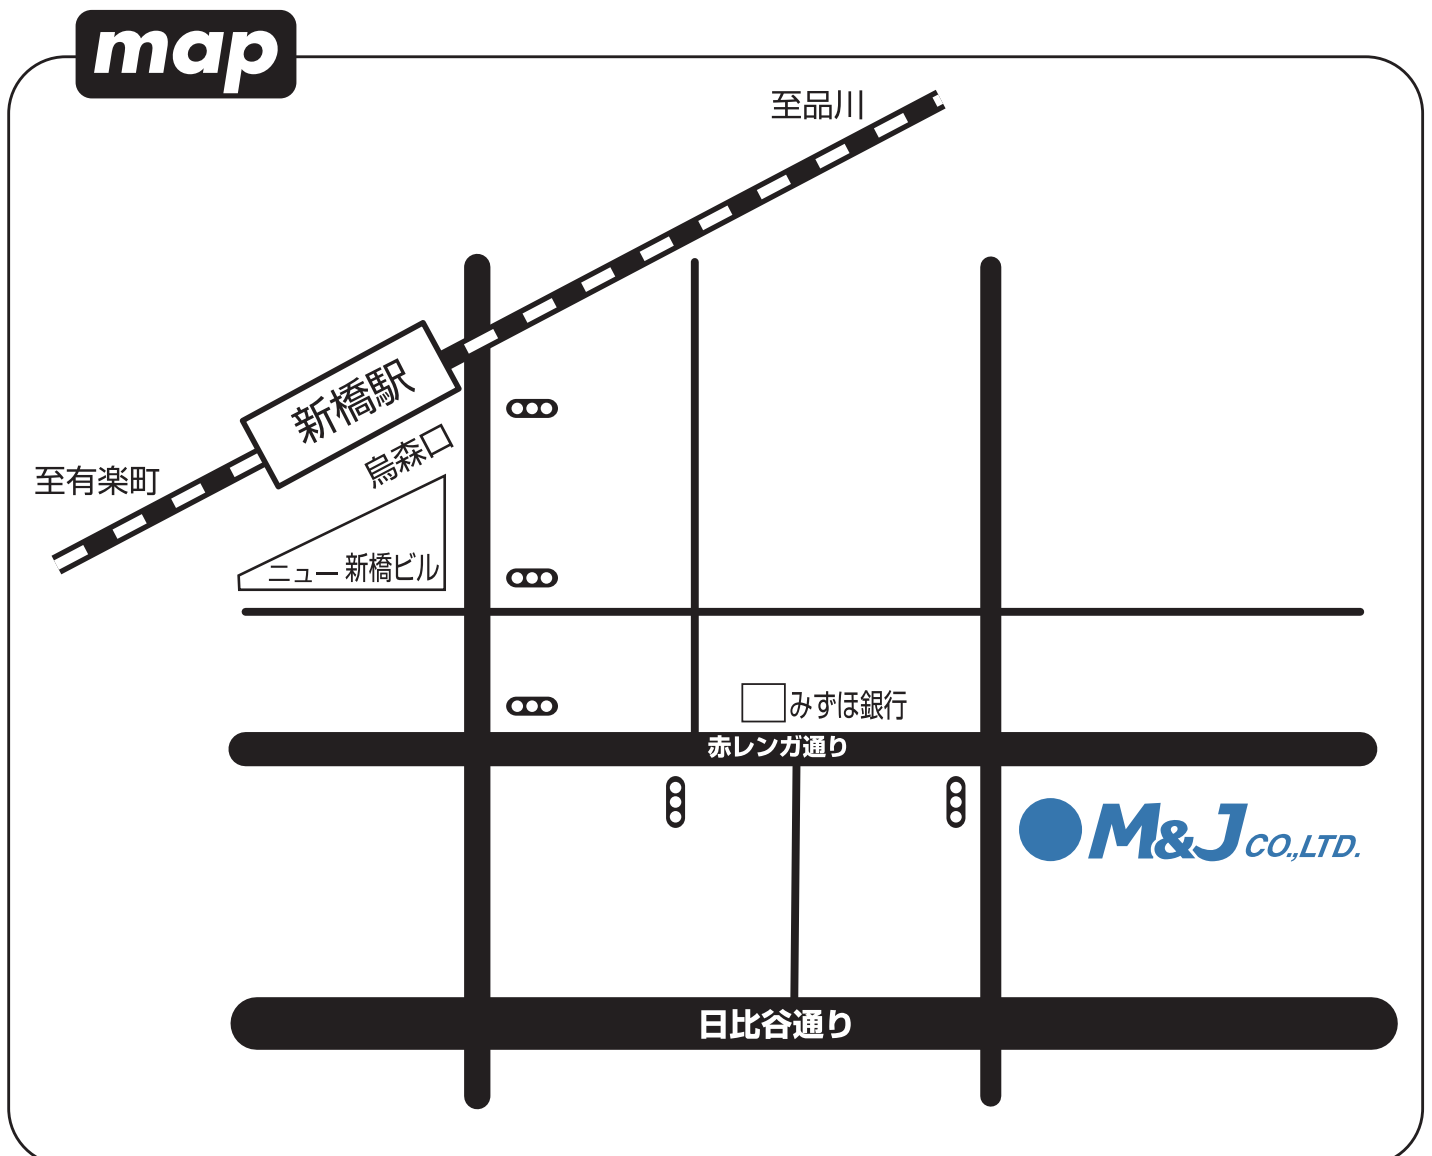 map
至品川
新橋駅
烏森口
至有楽町
ニュー新橋ビル
みずほ銀行
赤レンガ通り
M&J CO.,LTD.
日比谷通り